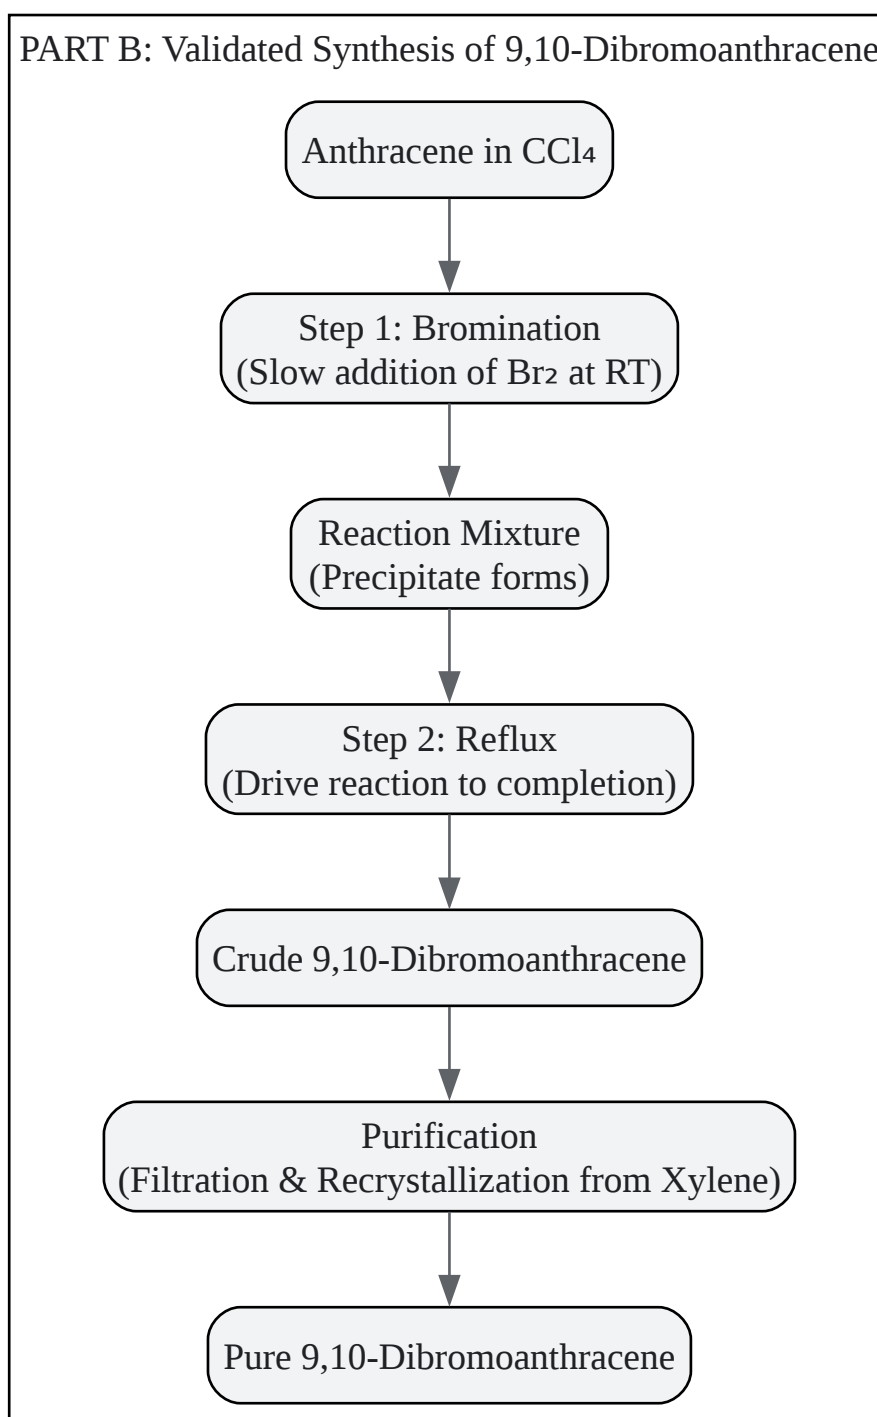 PART B: Validated Synthesis of 9,10-Dibromoanthracene
Anthracene in CCl₄
Step 1: Bromination
(Slow addition of Br₂ at RT)
Reaction Mixture
(Precipitate forms)
Step 2: Reflux
(Drive reaction to completion)
Crude 9,10-Dibromoanthracene
Purification
(Filtration & Recrystallization from Xylene)
Pure 9,10-Dibromoanthracene